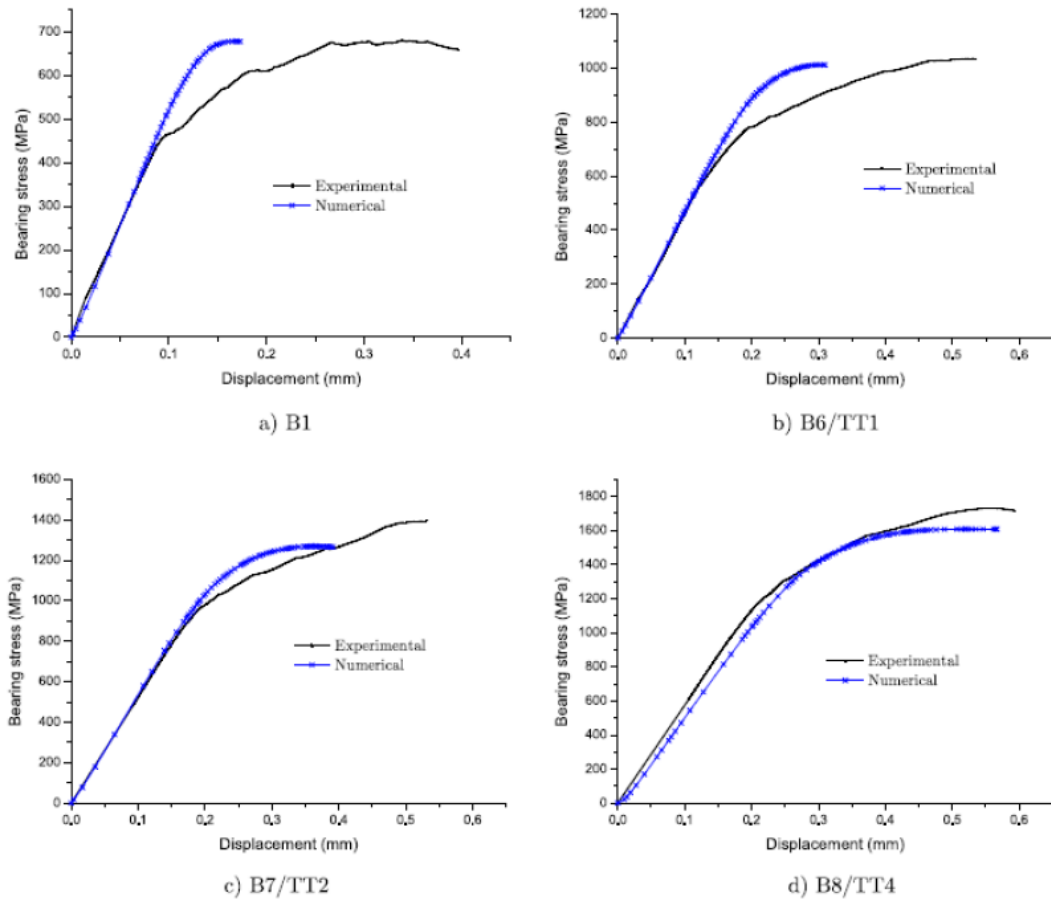 700
600
500
400
300
200
100
0
Bearing stress (MPa)
0.0 0.1 0.2 0.3 0.4
Displacement (mm)
Experimental
Numerical
a) B1
1200
1000
800
600
400
200
0
Bearing stress (MPa)
0.0 0.1 0.2 0.3 0.4 0.5 0.6
Displacement (mm)
Experimental
Numerical
b) B6/TT1
1600
1400
1200
1000
800
600
400
200
0
Bearing stress (MPa)
0.0 0.1 0.2 0.3 0.4 0.5 0.6
Displacement (mm)
Experimental
Numerical
c) B7/TT2
1800
1600
1400
1200
1000
1800
1600
400
200
0
Bearing stress (MPa)
0.0 0.1 0.2 0.3 0.4 0.5 0.6
Displacement (mm)
Experimental
Numerical
d) B8/TT4